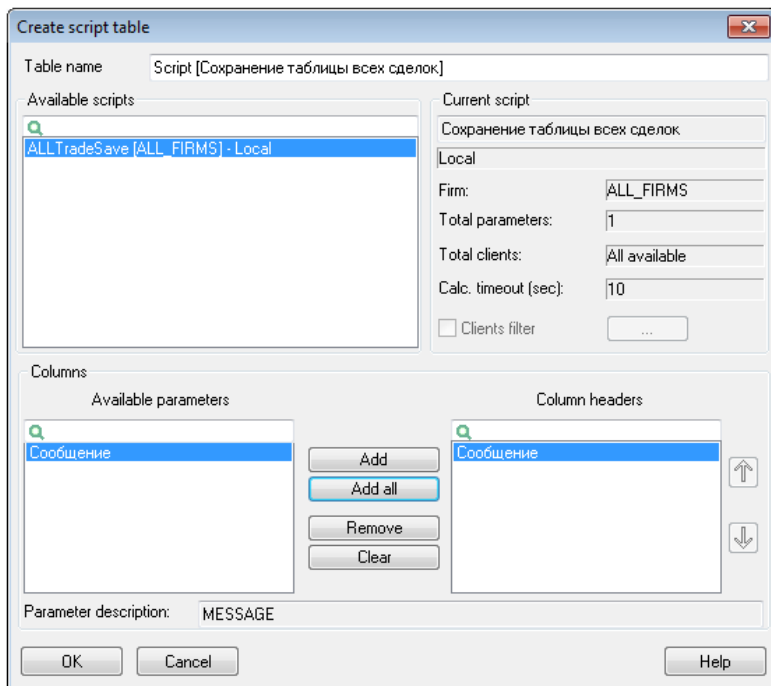 Create script table
Table name Script [Сохранение таблицы всех сделок]
Available scripts
ALLTradeSave [ALL_FIRMS] - Local
Current script
Сохранение таблицы всех сделок
Local
Firm: ALL_FIRMS
Total parameters: 1
Total clients: All available
Calc. timeout (sec): 10
Clients filter ...
Columns
Available parameters
Сообщение
Add
Add all
Remove
Clear
Column headers
Сообщение
Parameter description: MESSAGE
OK Cancel Help